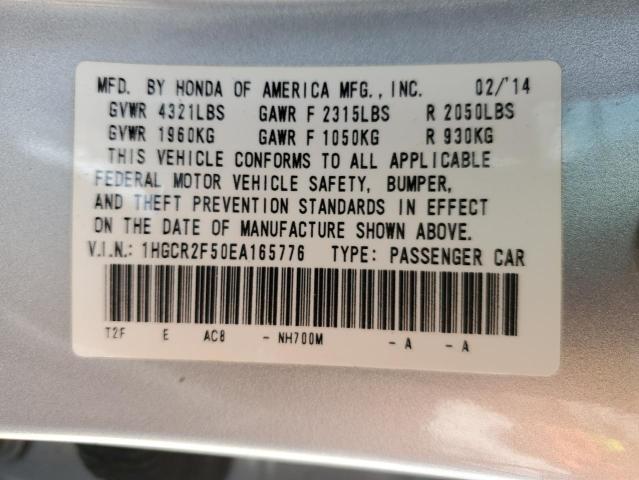 MFD. BY HONDA OF AMERICA MFG., INC. 02/'14
GVWR 4321LBS GAWR F 2315LBS R 2050LBS
GVWR 1960KG GAWR F 1050KG R 930KG
THIS VEHICLE CONFORMS TO ALL APPLICABLE
FEDERAL MOTOR VEHICLE SAFETY, BUMPER,
AND THEFT PREVENTION STANDARDS IN EFFECT
ON THE DATE OF MANUFACTURE SHOWN ABOVE.
V.I.N.: 1HGCR2F50EA165776 TYPE: PASSENGER CAR
T2F E AC8 - NH700M - A - A